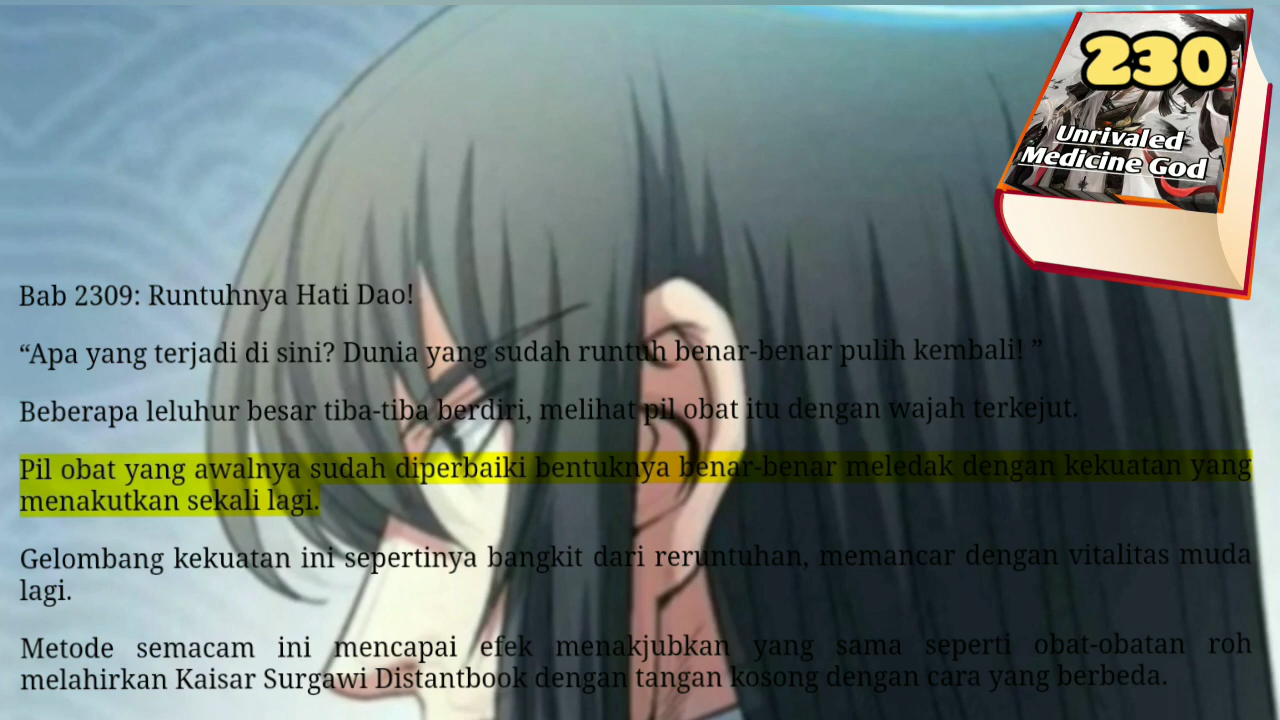 230
Unrivaled
Medicine God
Bab 2309: Runtuhnya Hati Dao!
“Apa yang terjadi di sini? Dunia yang sudah runtuh benar-benar pulih kembali! ”
Beberapa leluhur besar tiba-tiba berdiri, melihat pil obat itu dengan wajah terkejut.
Pil obat yang awalnya sudah diperbaiki bentuknya benar-benar meledak dengan kekuatan yang
menakutkan sekali lagi.
Gelombang kekuatan ini sepertinya bangkit dari reruntuhan, memancar dengan vitalitas muda
lagi.
Metode semacam ini mencapai efek menakjubkan yang sama seperti obat-obatan roh
melahirkan Kaisar Surgawi Distantbook dengan tangan kosong dengan cara yang berbeda.